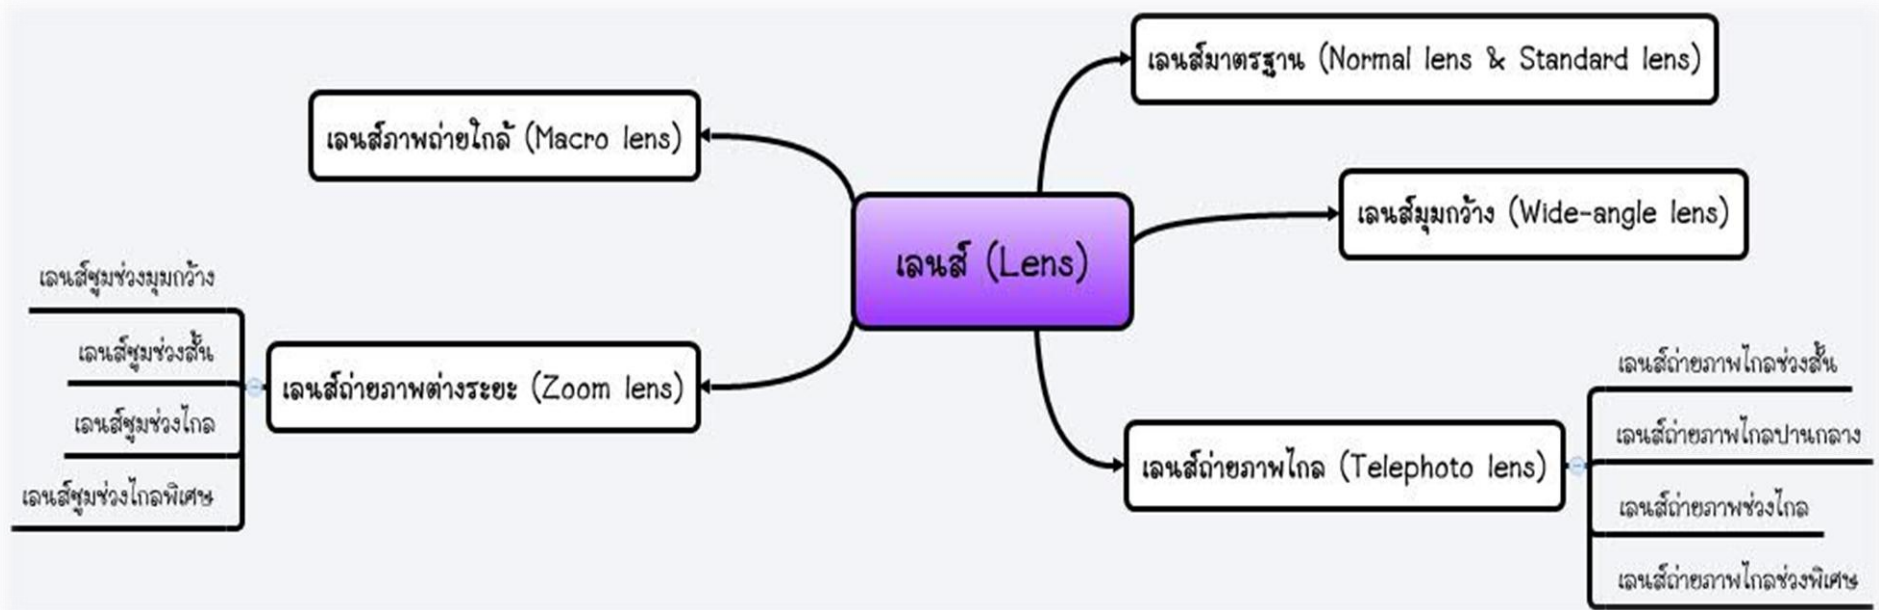 เลนส์ (Lens)
เลนส์มาตรฐาน (Normal lens & Standard lens)
เลนส์มุมกว้าง (Wide-angle lens)
เลนส์ถ่ายภาพไกล (Telephoto lens)
เลนส์ถ่ายภาพไกลช่วงสั้น
เลนส์ถ่ายภาพไกลปานกลาง
เลนส์ถ่ายภาพช่วงไกล
เลนส์ถ่ายภาพไกลช่วงพิเศษ
เลนส์ภาพถ่ายใกล้ (Macro lens)
เลนส์ถ่ายภาพต่างระยะ (Zoom lens)
เลนส์ซูมช่วงมุมกว้าง
เลนส์ซูมช่วงสั้น
เลนส์ซูมช่วงไกล
เลนส์ซูมช่วงไกลพิเศษ